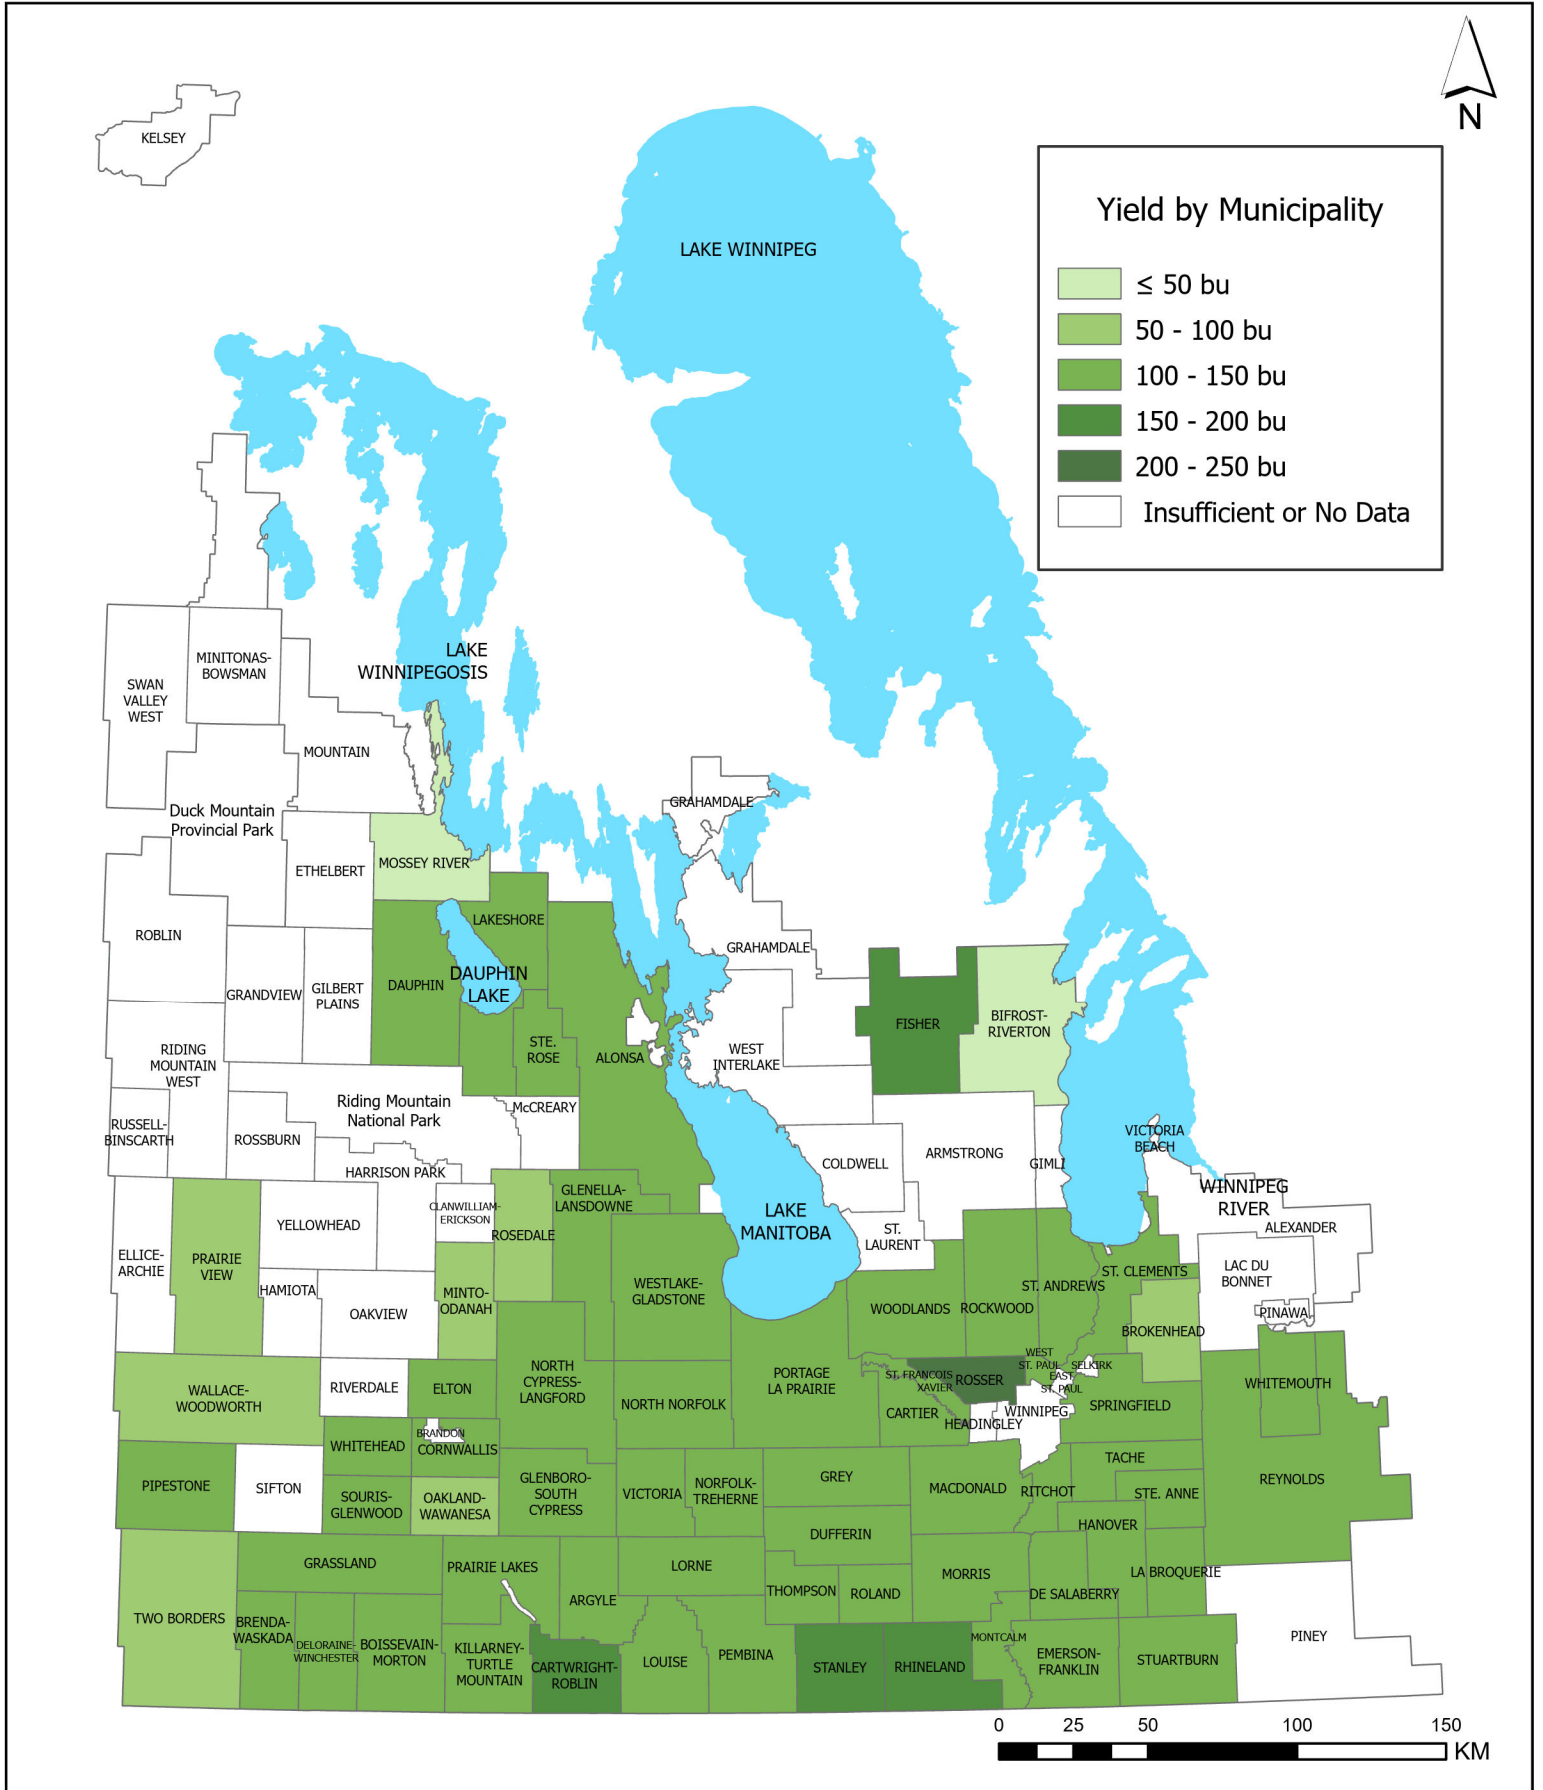 N
KELSEY
LAKE WINNIPEG
Yield by Municipality
≤ 50 bu
50 - 100 bu
100 - 150 bu
150 - 200 bu
200 - 250 bu
Insufficient or No Data
LAKE
WINNIPEGOSIS
MINITONAS-
BOWSMAN
SWAN
VALLEY
WEST
MOUNTAIN
Duck Mountain
Provincial Park
GRAHAMDALE
MOSSEY RIVER
ETHELBERT
LAKESHORE
ROBLIN
GRAHAMDALE
DAUPHIN
LAKE
DAUPHIN
GRANDVIEW
GILBERT
PLAINS
FISHER
BIFROST-
RIVERTON
STE.
ROSE
ALONSA
WEST
INTERLAKE
RIDING
MOUNTAIN
WEST
Riding Mountain
National Park
McCREARY
RUSSELL-
BINSCARTH
ROSSBURN
VICTORIA
BEACH
HARRISON PARK
COLDWELL
ARMSTRONG
GIMLI
WINNIPEG
RIVER
ALEXANDER
GLENELLA-
LANSDOWNE
CLANWILLIAM-
ERICKSON
ROSEDALE
YELLOWHEAD
LAKE
MANITOBA
ST.
LAURENT
ELLICE-
ARCHIE
PRAIRIE
VIEW
HAMIOTA
OAKVIEW
MINTO-
ODANAH
WESTLAKE-
GLADSTONE
WOODLANDS
ROCKWOOD
ST. ANDREWS
ST. CLEMENTS
LAC DU
BONNET
PINAWA
BROKENHEAD
WEST
ST. PAUL
SELKIRK
EAST
ST. PAUL
WALLACE-
WOODWORTH
RIVERDALE
ELTON
NORTH
CYPRESS-
LANGFORD
NORTH NORFOLK
PORTAGE
LA PRAIRIE
ST. FRANCOIS
XAVIER
ROSSER
CARTIER
HEADINGLEY
WINNIPEG
SPRINGFIELD
WHITEMOUTH
WHITEHEAD
BRANDON
CORNWALLIS
PIPESTONE
SIFTON
SOURIS-
GLENWOOD
OAKLAND-
WAWANESA
GLENBORO-
SOUTH
CYPRESS
VICTORIA
NORFOLK-
TREHERNE
GREY
MACDONALD
RITCHOT
TACHE
STE. ANNE
REYNOLDS
HANOVER
DUFFERIN
GRASSLAND
PRAIRIE LAKES
LORNE
ARGYLE
THOMPSON
ROLAND
MORRIS
DE SALABERRY
LA BROQUERIE
TWO BORDERS
BRENDA-
WASKADA
DELORAINE-
WINCHESTER
BOISSEVAIN-
MORTON
KILLARNEY-
TURTLE
MOUNTAIN
CARTWRIGHT-
ROBLIN
LOUISE
PEMBINA
STANLEY
RHINELAND
MONTCALM
EMERSON-
FRANKLIN
STUARTBURN
PINEY
0 25 50 100 150
KM